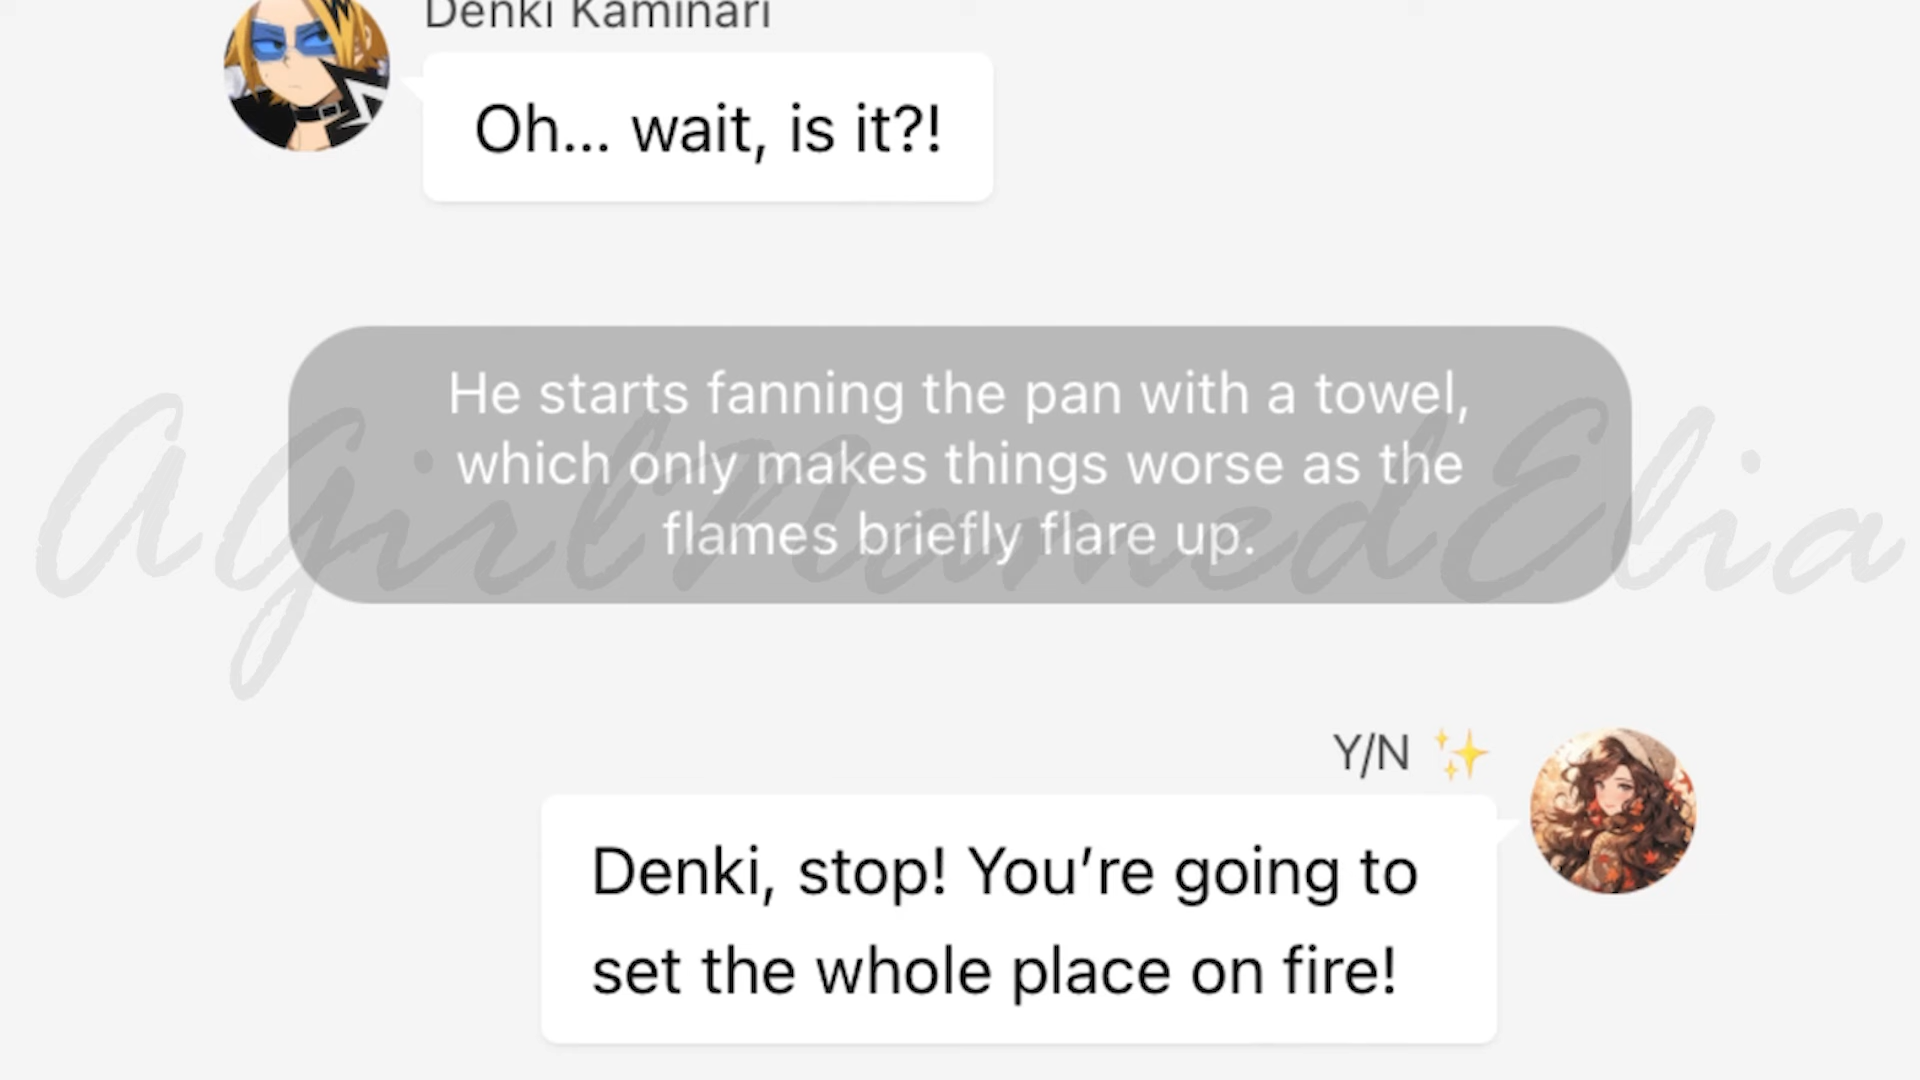 Denki Kaminari
Oh... wait, is it?!
He starts fanning the pan with a towel,
which only makes things worse as the
flames briefly flare up.
AGirlNamedElia
Y/N ✨
Denki, stop! You’re going to
set the whole place on fire!